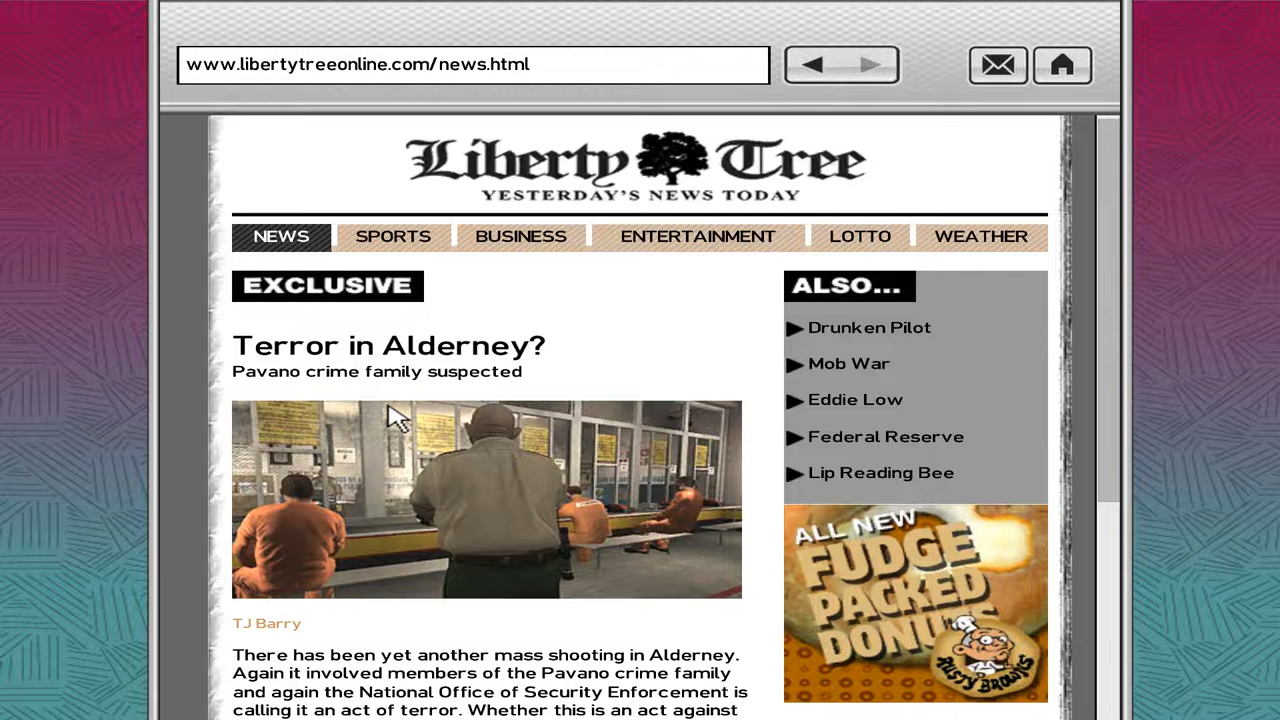 www.libertytreeonline.com/news.html
Liberty Tree
YESTERDAY'S NEWS TODAY
NEWS SPORTS BUSINESS ENTERTAINMENT LOTTO WEATHER
EXCLUSIVE
Terror in Alderney?
Pavano crime family suspected
TJ Barry
There has been yet another mass shooting in Alderney.
Again it involved members of the Pavano crime family
and again the National Office of Security Enforcement is
calling it an act of terror. Whether this is an act against
ALSO...
Drunken Pilot
Mob War
Eddie Low
Federal Reserve
Lip Reading Bee
ALL NEW
FUDGE
PACKED
DONUTS
RUSTY BROWN'S